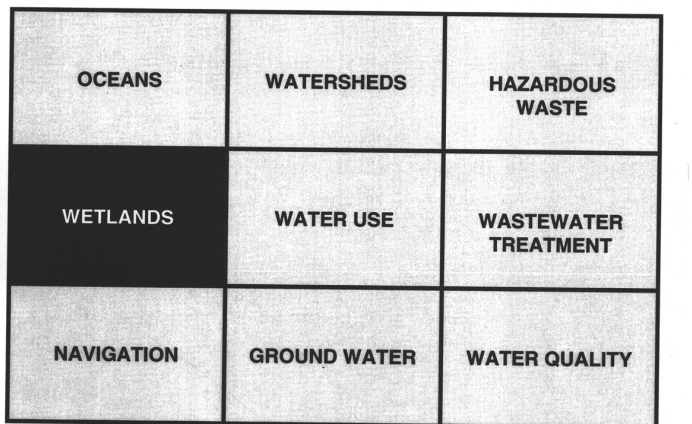 OCEANS
WATERSHEDS
HAZARDOUS
WASTE
WETLANDS
WATER USE
WASTEWATER
TREATMENT
NAVIGATION
GROUND WATER
WATER QUALITY